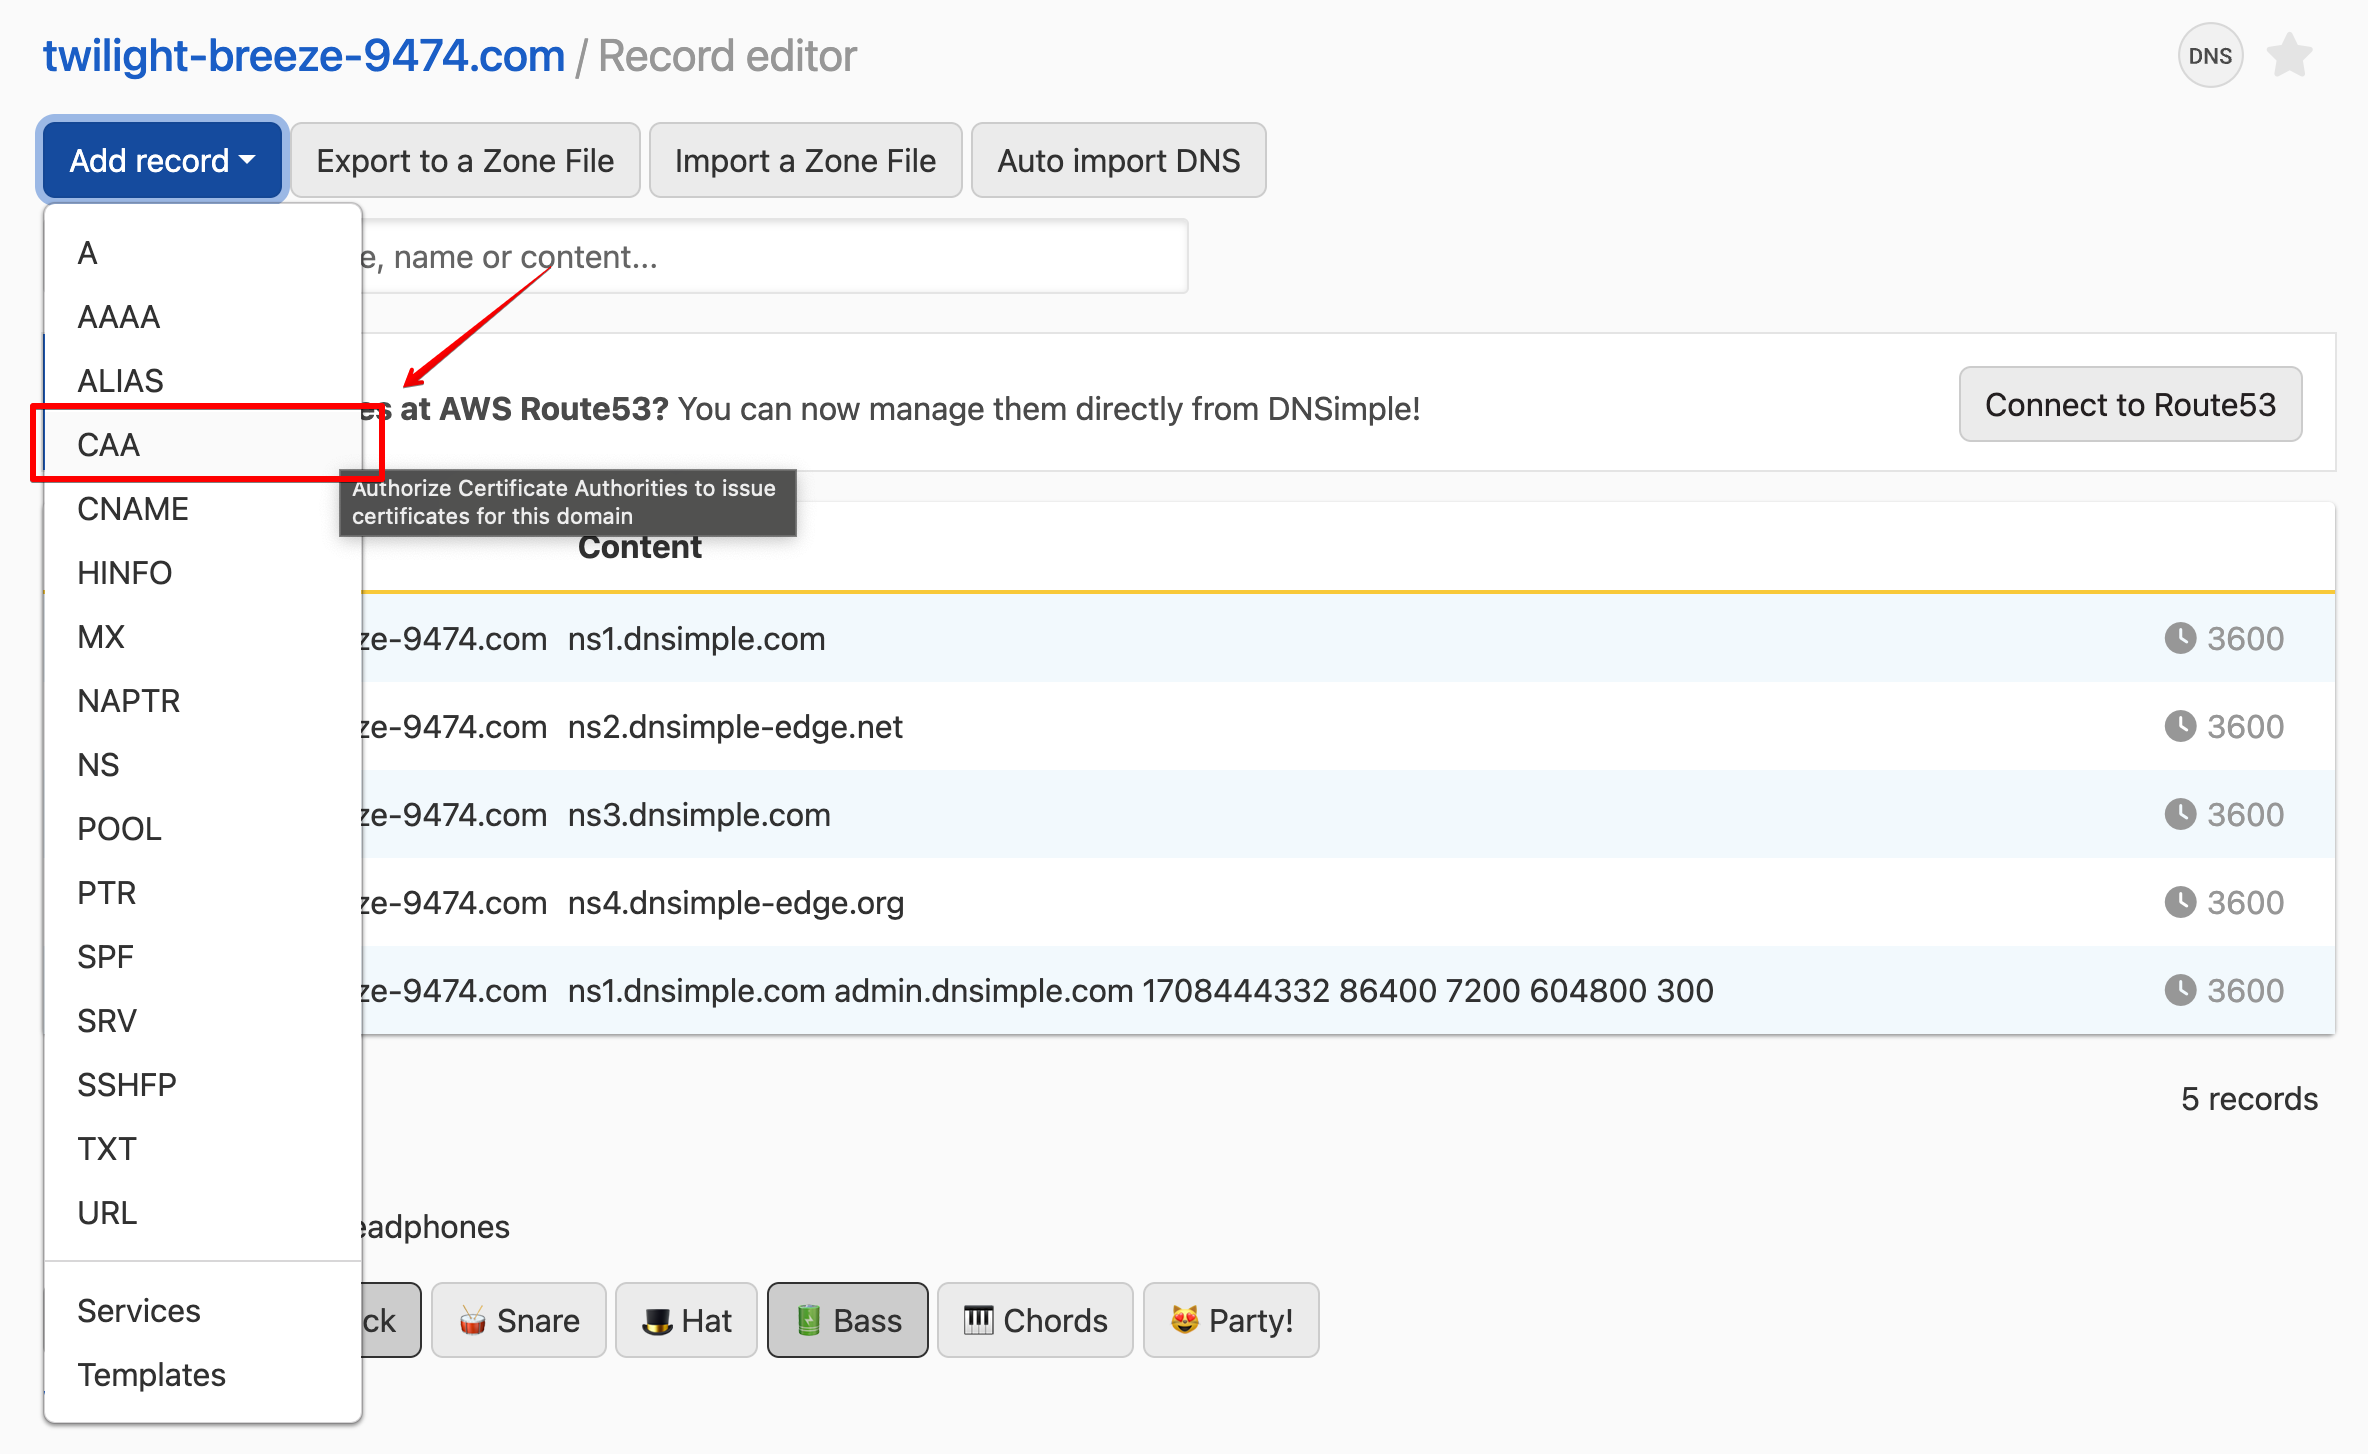 twilight-breeze-9474.com / Record editor
DNS
Add record
Export to a Zone File
Import a Zone File
Auto import DNS
A
e, name or content...
AAAA
ALIAS
at AWS Route53? You can now manage them directly from DNSimple!
Connect to Route53
CAA
Authorize Certificate Authorities to issue
certificates for this domain
CNAME
Content
HINFO
MX
ze-9474.com ns1.dnsimple.com 3600
NAPTR
ze-9474.com ns2.dnsimple-edge.net 3600
NS
POOL
ze-9474.com ns3.dnsimple.com 3600
PTR
ze-9474.com ns4.dnsimple-edge.org 3600
SPF
ze-9474.com ns1.dnsimple.com admin.dnsimple.com 1708444332 86400 7200 604800 300 3600
SRV
SSHFP
5 records
TXT
URL
eadphones
Services
ck
Snare
Hat
Bass
Chords
Party!
Templates